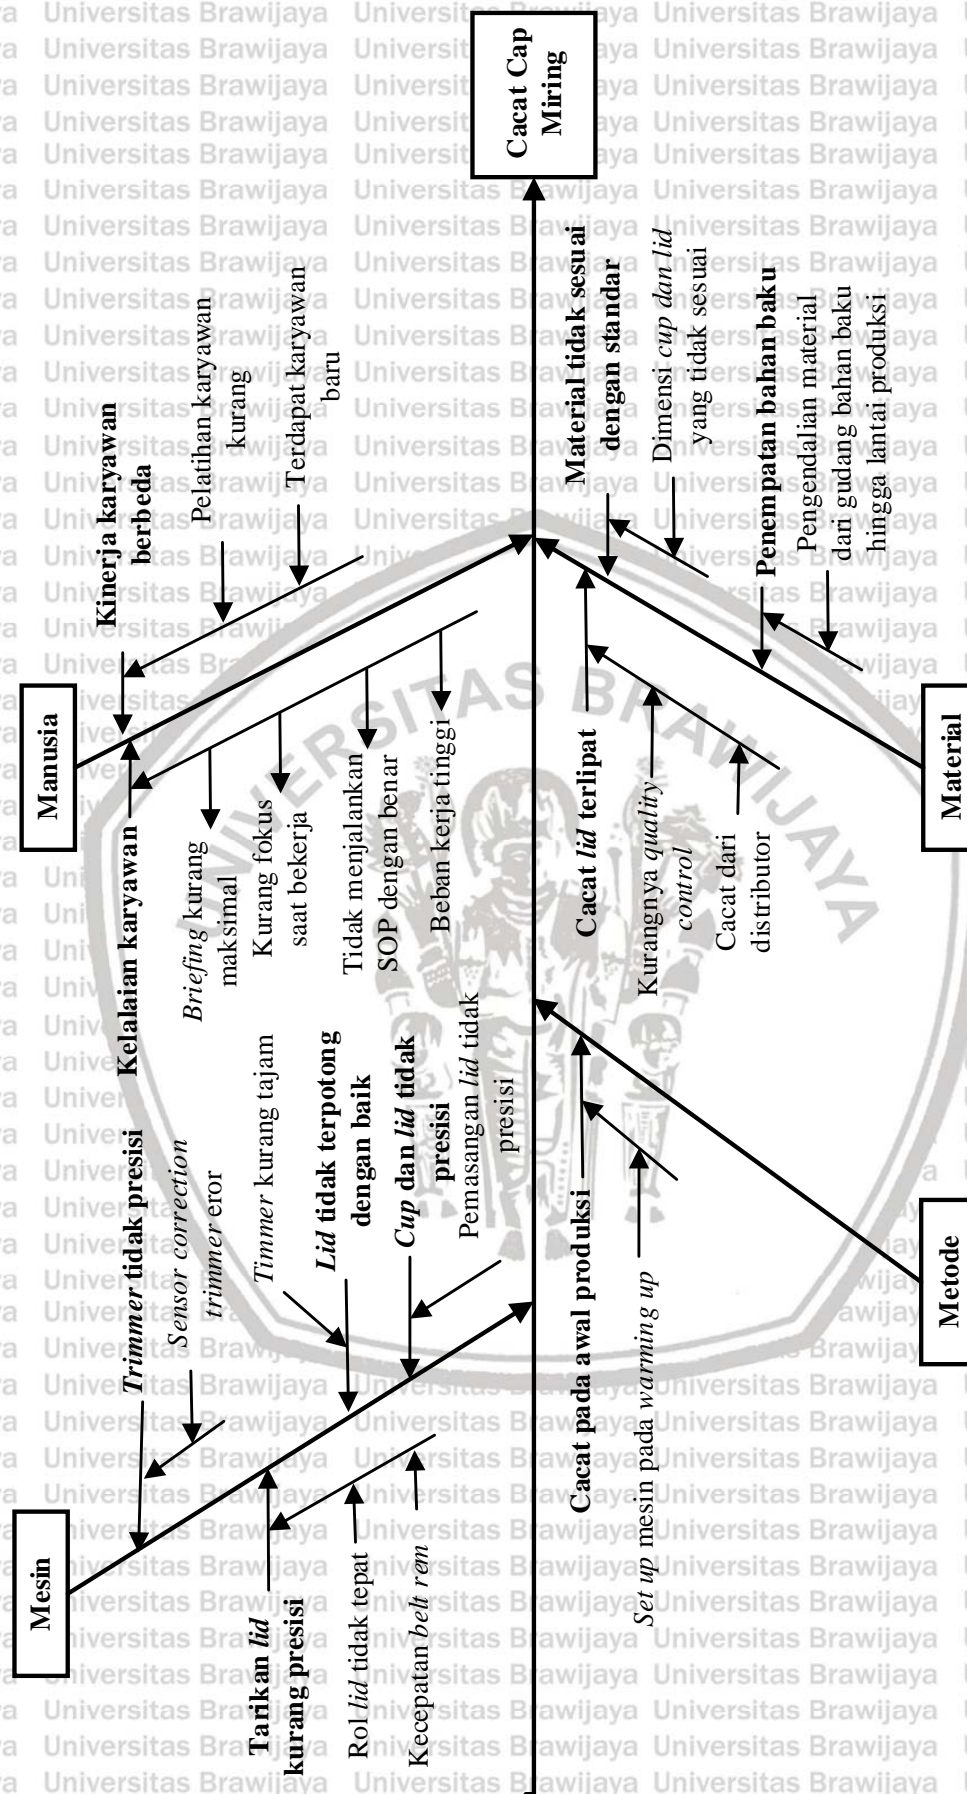 Mesin
Trimmer tidak presisi
Sensor correction
trimmer eror
Timmer kurang tajam
Lid tidak terpotong
dengan baik
Cup dan lid tidak
presisi
Pemasangan lid tidak
presisi
Tarikan lid
kurang presisi
Rol lid tidak tepat
Kecepatan belt rem
Manusia
Kinerja karyawan
berbeda
Pelatihan karyawan
kurang
Terdapat karyawan
baru
Kelalaian karyawan
Briefing kurang
maksimal
Kurang fokus
saat bekerja
Tidak menjalankan
SOP dengan benar
Beban kerja tinggi
Cacat Cap
Miring
Metode
Cacat pada awal produksi
Set up mesin pada warming up
Material
Material tidak sesuai
dengan standar
Dimensi cup dan lid
yang tidak sesuai
Penempatan bahan baku
Pengendalian material
dari gudang bahan baku
hingga lantai produksi
Cacat lid terlipat
Kurangnya quality
control
Cacat dari
distributor
UNIVERSITAS BRAWIJAYA
Universitas Brawijaya